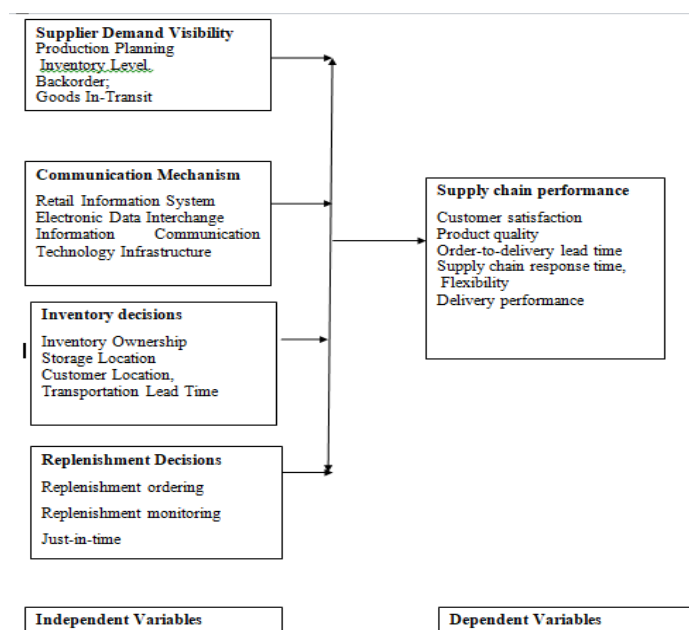 Supplier Demand Visibility
Production Planning
Inventory Level,
Backorder;
Goods In-Transit
Communication Mechanism
Retail Information System
Electronic Data Interchange
Information Communication
Technology Infrastructure
Supply chain performance
Customer satisfaction
Product quality
Order-to-delivery lead time
Supply chain response time,
Flexibility
Delivery performance
Inventory decisions
Inventory Ownership
Storage Location
Customer Location,
Transportation Lead Time
Replenishment Decisions
Replenishment ordering
Replenishment monitoring
Just-in-time
Independent Variables
Dependent Variables